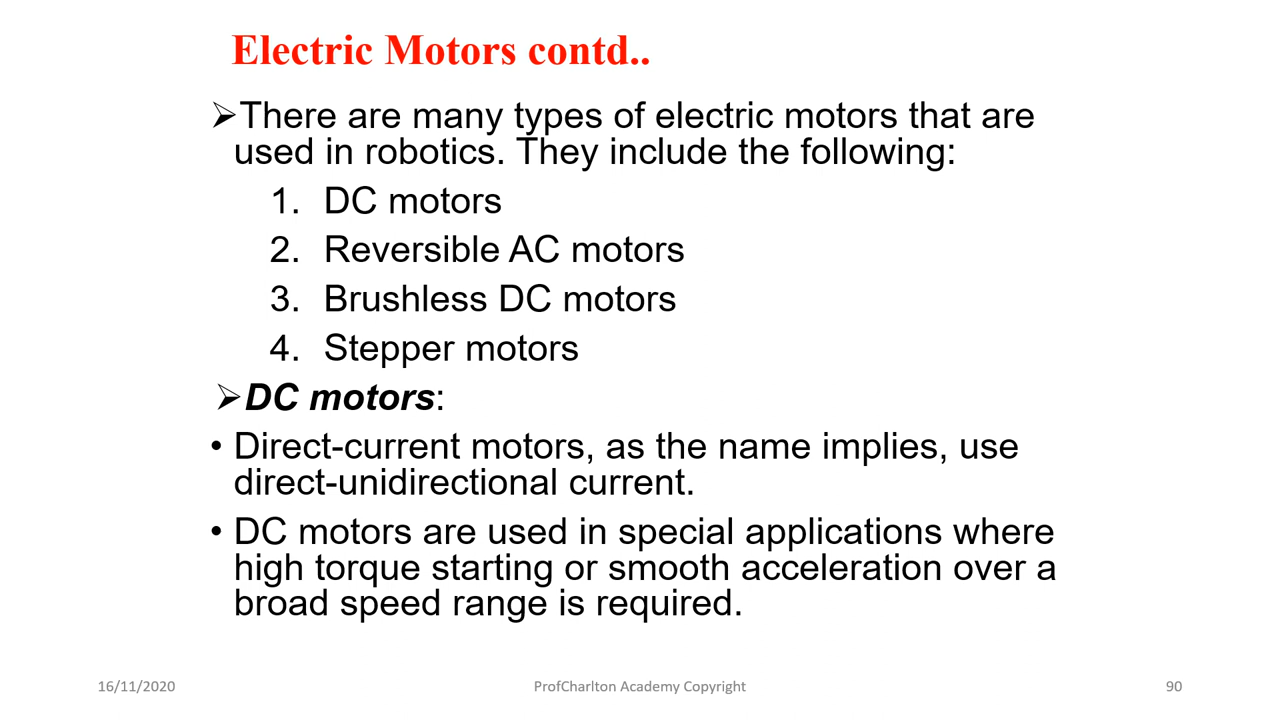 Electric Motors contd..
➢There are many types of electric motors that are
used in robotics. They include the following:
1. DC motors
2. Reversible AC motors
3. Brushless DC motors
4. Stepper motors
➢DC motors:
• Direct-current motors, as the name implies, use
direct-unidirectional current.
• DC motors are used in special applications where
high torque starting or smooth acceleration over a
broad speed range is required.
16/11/2020
ProfCharlton Academy Copyright
90